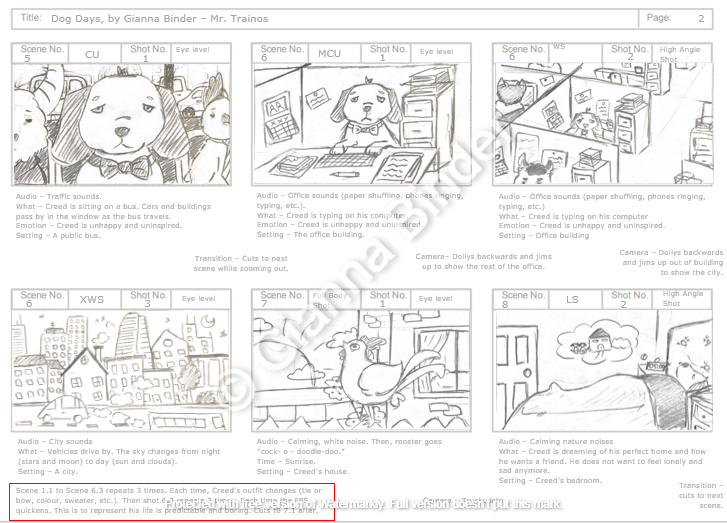 Title: Dog Days, by Gianna Binder – Mr. Trainos
Page: 2
Scene No. 5
CU
Shot No. 1
Eye level
Audio – Traffic sounds.
What – Creed is sitting on a bus. Cars and buildings
pass by in the window as the bus travels.
Emotion – Creed is unhappy and uninspired.
Setting – A public bus.
Transition – Cuts to next
scene while zooming out.
Scene No. 6
MCU
Shot No. 1
Eye level
Audio – Office sounds (paper shuffling, phones ringing,
typing, etc.).
What – Creed is typing on his computer
Emotion – Creed is unhappy and uninspired.
Setting – The office building.
Camera– Dollys backwards and jims
up to show the rest of the office.
Scene No. 6
WS
Shot No. 2
High Angle
Shot
Audio – Office sounds (paper shuffling, phones ringing,
typing, etc.)
What – Creed is typing on his computer
Emotion – Creed is unhappy and uninspired.
Setting – Office building
Camera – Dollys backwards
and jims up out of building
to show the city.
Scene No. 6
XWS
Shot No. 3
Eye level
Audio – City sounds
What – Vehicles drive by. The sky changes from night
(stars and moon) to day (sun and clouds).
Setting – A city.
Scene 1.1 to Scene 6.3 repeats 3 times. Each time, Creed's outfit changes (tie or
bow, colour, sweater, etc.). Then shot 6.3 repeats 3 times. Each time the
quickens. This is to represent his life is predictable and boring. Cuts to 7.1 after.
Scene No. 7
Full Body
Shot
Shot No. 1
Eye level
Audio – Calming, white noise. Then, rooster goes
"cock- o - doodle-doo."
Time – Sunrise.
Setting – Creed's house.
Scene No. 8
LS
Shot No. 2
High Angle
Shot
Audio – Calming nature noises
What – Creed is dreaming of his perfect home and how
he wants a friend. He does not want to feel lonely and
sad anymore.
Setting – Creed's bedroom.
Transition –
cuts to next
scene.
© Gianna Binder
Protected with free version of Watermarkly. Full version doesn't put this mark.